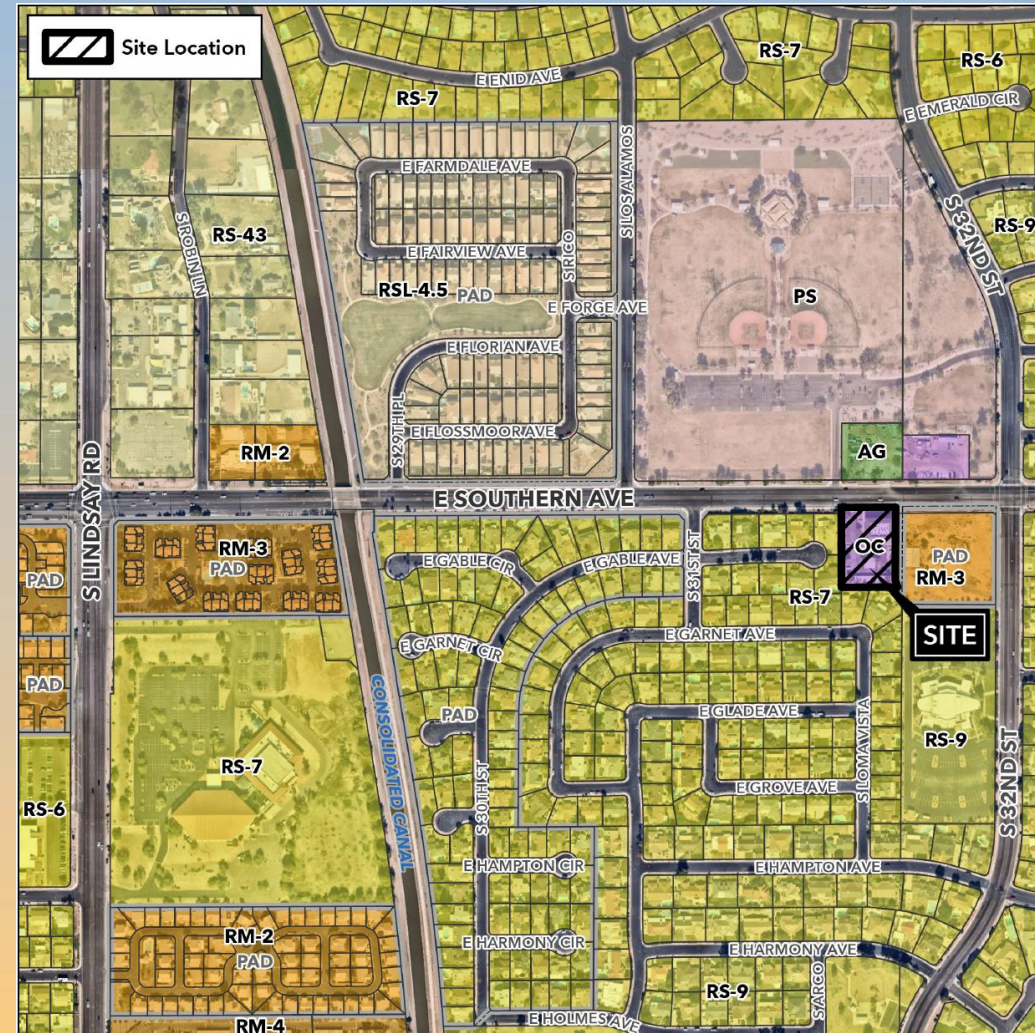 Site Location
RS-7
RS-6
E ENID AVE
RS-7
E EMERALD CIR
E FARMDALE AVE
S LOS ALAMOS
S 32ND ST
S ROBIN LN
RS-43
RS-9
E FAIRVIEW AVE
S RICO
RSL-4.5 PAD
PS
E FORGE AVE
E FLORIAN AVE
S 29TH PL
E FLOSSMOOR AVE
RM-2
AG
S LINDSAY RD
E SOUTHERN AVE
RM-3
PAD
PAD
E GABLE CIR
E GABLE AVE
S 31ST ST
OC
PAD
RM-3
RS-7
E GARNET CIR
E GARNET AVE
SITE
PAD
CONSOLIDATED CANAL
PAD
E GLADE AVE
S LOMA VISTA
RS-9
RS-7
E GROVE AVE
RS-6
S 30TH ST
S 32ND ST
E HAMPTON CIR
E HAMPTON AVE
RM-2
PAD
E HARMONY CIR
E HARMONY AVE
RS-9
S ARCO
RM-4
E HOLMES AVE